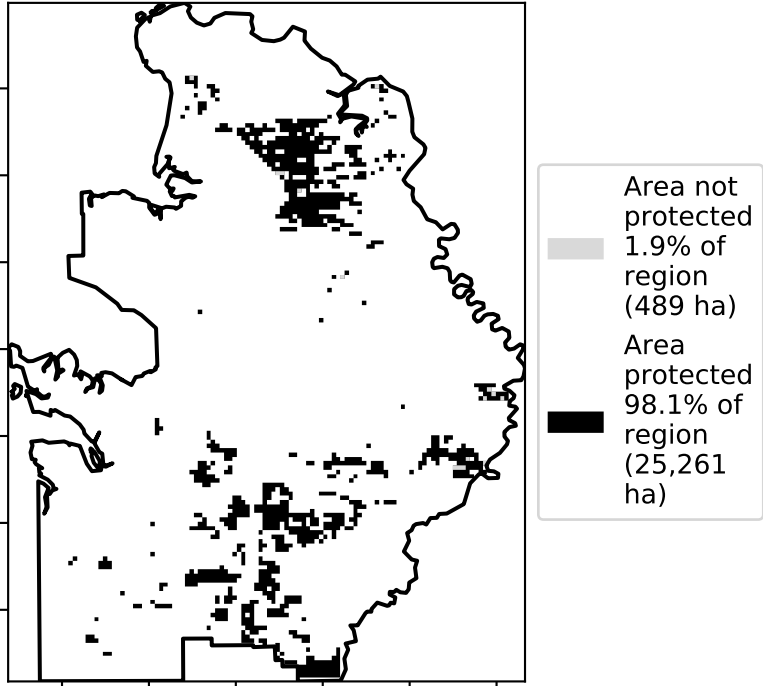 Area not
protected
1.9% of
region
(489 ha)
Area
protected
98.1% of
region
(25,261
ha)